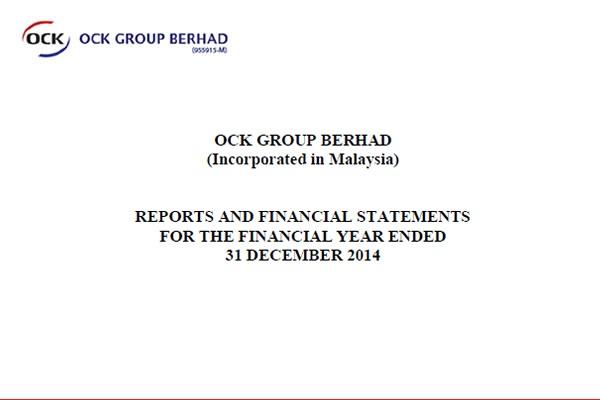 OCK OCK GROUP BERHAD
(955915-M)
OCK GROUP BERHAD
(Incorporated in Malaysia)
REPORTS AND FINANCIAL STATEMENTS
FOR THE FINANCIAL YEAR ENDED
31 DECEMBER 2014